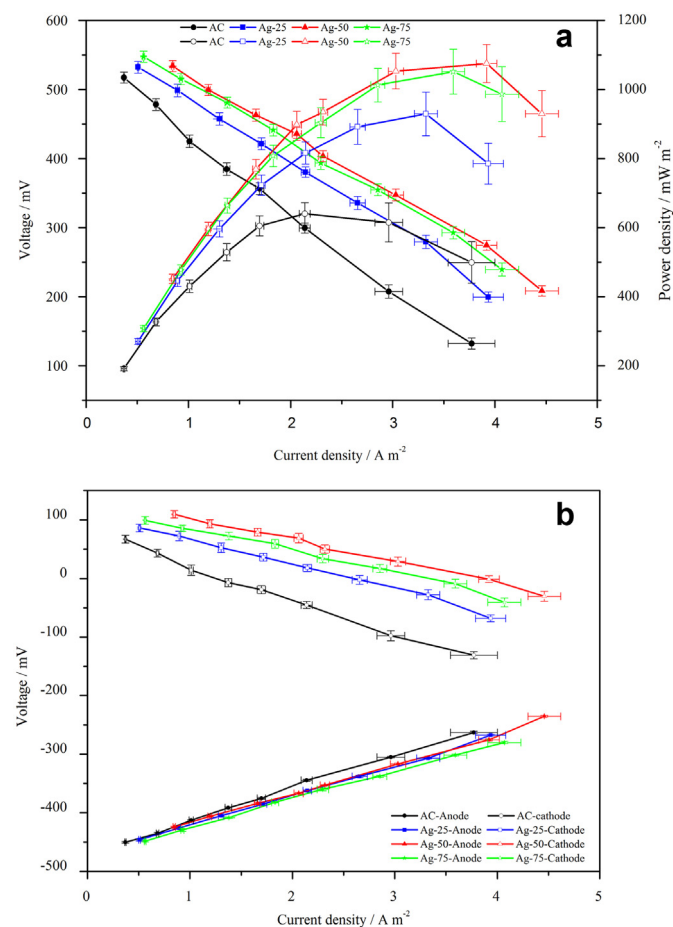 AC Ag-25 Ag-50 Ag-75
AC Ag-25 Ag-50 Ag-75
a
600
500
400
300
200
100
Voltage / mV
1200
1000
800
600
400
200
Power density / mW m-2
0 1 2 3 4 5
Current density / A m-2
b
100
0
-100
-200
-300
-400
-500
Voltage / mV
AC-Anode AC-cathode
Ag-25-Anode Ag-25-Cathode
Ag-50-Anode Ag-50-Cathode
Ag-75-Anode Ag-75-Cathode
0 1 2 3 4 5
Current density / A m-2